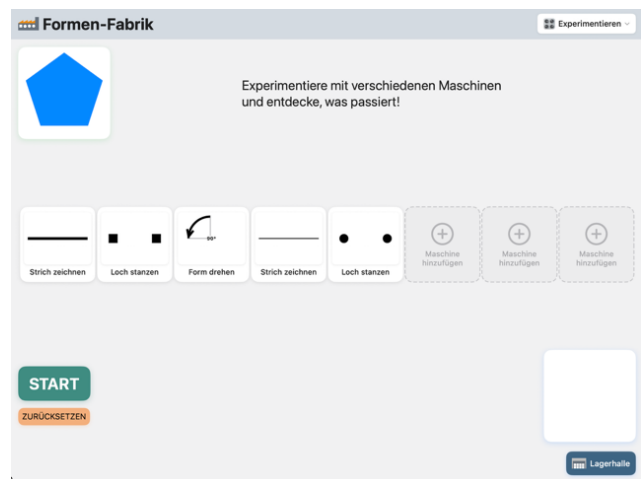 Formen-Fabrik
Experimentieren
Experimentiere mit verschiedenen Maschinen
und entdecke, was passiert!
90°
Strich zeichnen
Loch stanzen
Form drehen
Strich zeichnen
Loch stanzen
Maschine
hinzufügen
Maschine
hinzufügen
Maschine
hinzufügen
START
ZURÜCKSETZEN
Lagerhalle